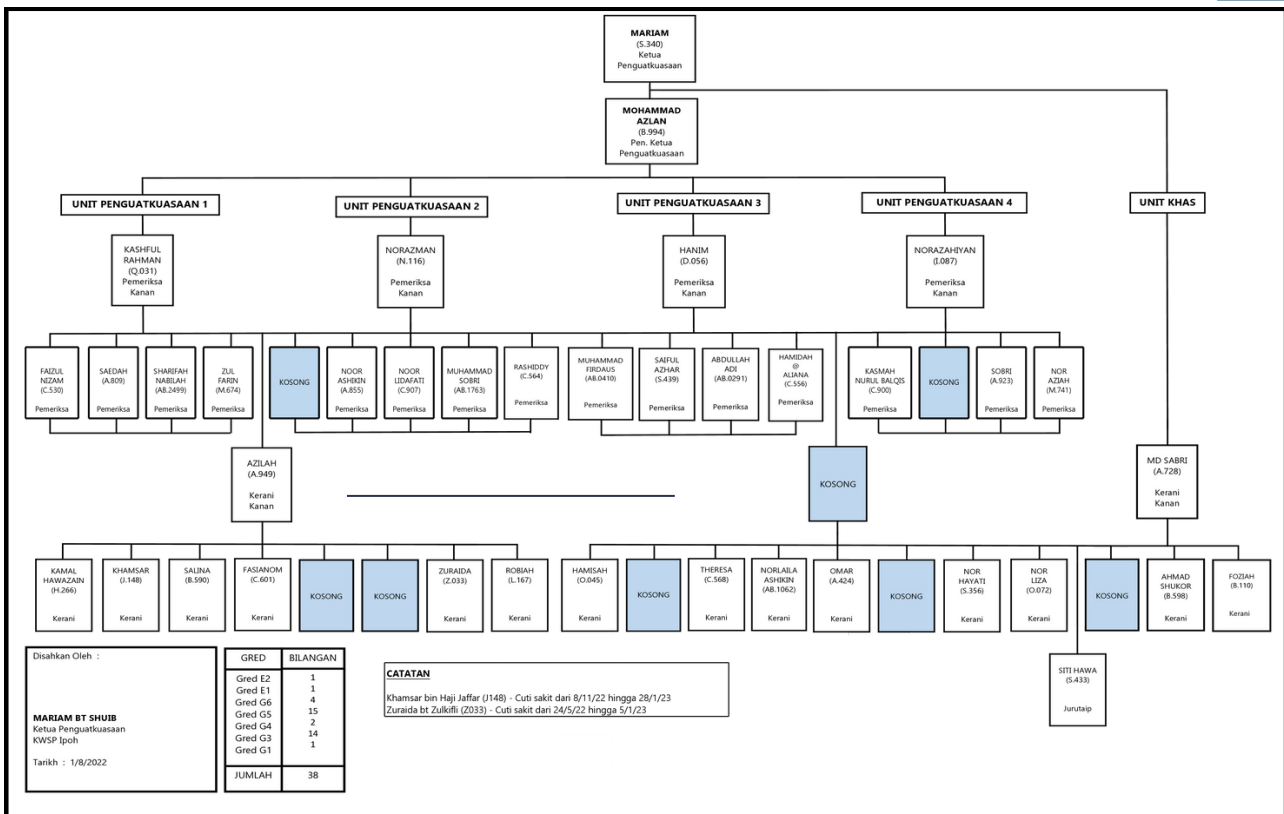 MARIAM
(S.340)
Ketua
Penguatkuasaan
MOHAMMAD
AZLAN
(B.994)
Pen. Ketua
Penguatkuasaan
UNIT PENGUATKUASAAN 1
UNIT PENGUATKUASAAN 2
UNIT PENGUATKUASAAN 3
UNIT PENGUATKUASAAN 4
UNIT KHAS
KASHFUL
RAHMAN
(Q.031)
Pemeriksa
Kanan
NORAZMAN
(N.116)
Pemeriksa
Kanan
HANIM
(D.056)
Pemeriksa
Kanan
NORAZAHIYAN
(I.087)
Pemeriksa
Kanan
FAIZUL
NIZAM
(C.530)
Pemeriksa
SAEDAH
(A.809)
Pemeriksa
SHARIFAH
NABILAH
(AB.2499)
Pemeriksa
ZUL
FARIN
(M.674)
Pemeriksa
KOSONG
NOOR
ASHIKIN
(A.855)
Pemeriksa
NOOR
LIDAFATI
(C.907)
Pemeriksa
MUHAMMAD
SOBRI
(AB.1763)
Pemeriksa
RASHIDDY
(C.564)
Pemeriksa
MUHAMMAD
FIRDAUS
(AB.0410)
Pemeriksa
SAIFUL
AZHAR
(S.439)
Pemeriksa
ABDULLAH
ADI
(AB.0291)
Pemeriksa
HAMIDAH
@
ALIANA
(C.556)
Pemeriksa
KASMAH
NURUL BALQIS
(C.900)
Pemeriksa
KOSONG
SOBRI
(A.923)
Pemeriksa
NOR
AZIAH
(M.741)
Pemeriksa
AZILAH
(A.949)
Kerani
Kanan
KOSONG
MD SABRI
(A.728)
Kerani
Kanan
KAMAL
HAWAZAIN
(H.266)
Kerani
KHAMSAR
(J.148)
Kerani
SALINA
(B.590)
Kerani
FASIANOM
(C.601)
Kerani
KOSONG
KOSONG
ZURAIDA
(Z.033)
Kerani
ROBIAH
(L.167)
Kerani
HAMISAH
(O.045)
Kerani
KOSONG
THERESA
(C.568)
Kerani
NORLAILA
ASHIKIN
(AB.1062)
Kerani
OMAR
(A.424)
Kerani
KOSONG
NOR
HAYATI
(S.356)
Kerani
NOR
LIZA
(O.072)
Kerani
KOSONG
AHMAD
SHUKOR
(B.598)
Kerani
FOZIAH
(B.110)
Kerani
SITI HAWA
(S.433)
Jurutaip
Disahkan Oleh :
MARIAM BT SHUIB
Ketua Penguatkuasaan
KWSP Ipoh
Tarikh : 1/8/2022
GRED BILANGAN
Gred E2 1
Gred E1 1
Gred G6 4
Gred G5 15
Gred G4 2
Gred G3 14
Gred G1 1
JUMLAH 38
CATATAN
Khamsar bin Haji Jaffar (J148) - Cuti sakit dari 8/11/22 hingga 28/1/23
Zuraida bt Zulkifli (Z033) - Cuti sakit dari 24/5/22 hingga 5/1/23